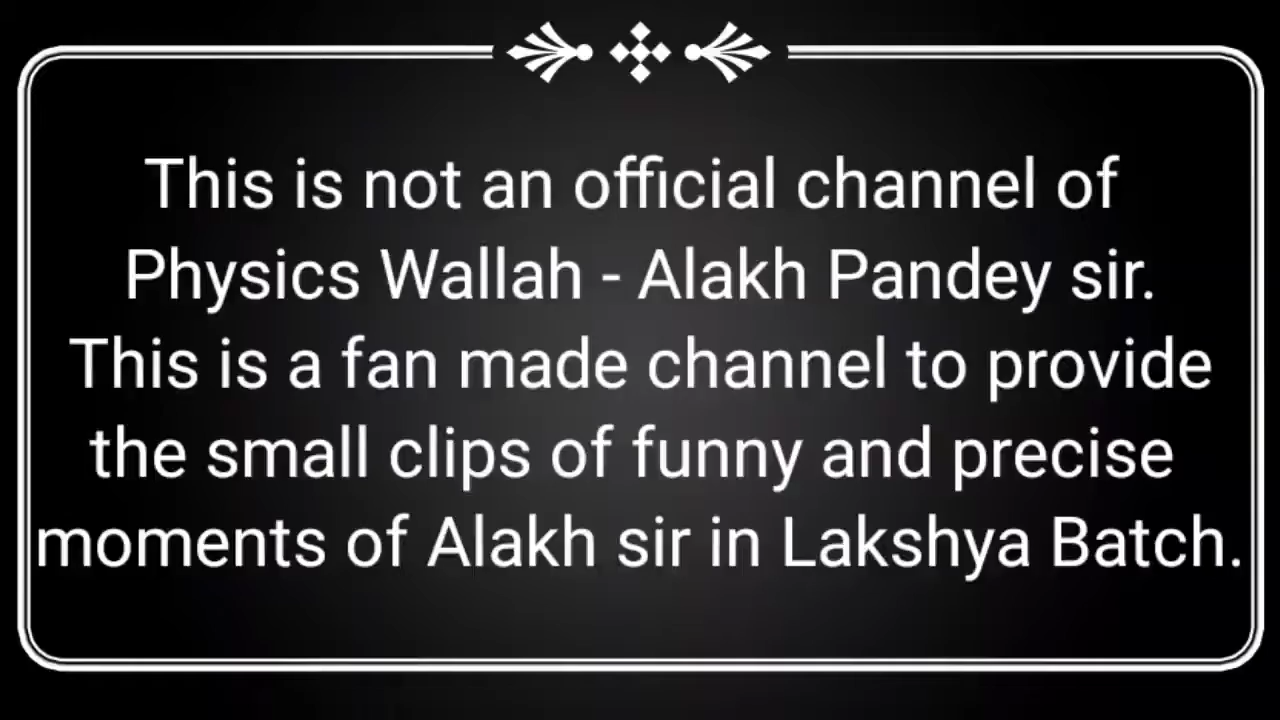 This is not an official channel of
Physics Wallah - Alakh Pandey sir.
This is a fan made channel to provide
the small clips of funny and precise
moments of Alakh sir in Lakshya Batch.